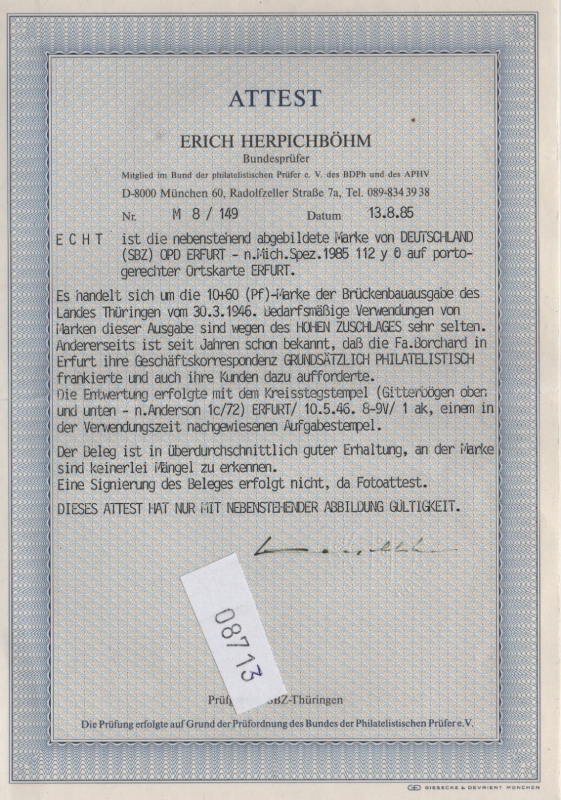 ATTEST
ERICH HERPICHBÖHM
Bundesprüfer
Mitglied im Bund der philatelistischen Prüfer e. V. des BDPh und des APHV
D-8000 München 60, Radolfzeller Straße 7a, Tel. 089-834 39 38
Nr. M 8 / 149 Datum 13.8.85
E C H T ist die nebenstehend abgebildete Marke von DEUTSCHLAND
(SBZ) OPD ERFURT - n.Mich.Spez.1985 112 y 0 auf porto-
gerechter Ortskarte ERFURT.
Es handelt sich um die 10+60 (Pf)-Marke der Brückenbauausgabe des
Landes Thüringen vom 30.3.1946. Bedarfsmäßige Verwendungen von
Marken dieser Ausgabe sind wegen des HOHEN ZUSCHLAGES sehr selten.
Andererseits ist seit Jahren schon bekannt, daß die Fa.Borchard in
Erfurt ihre Geschäftskorrespondenz GRUNDSÄTZLICH PHILATELISTISCH
frankierte und auch ihre Kunden dazu aufforderte.
Die Entwertung erfolgte mit dem Kreisstegstempel (Gitterbögen oben
und unten - n.Anderson 1c/72) ERFURT/ 10.5.46. 8-9V/ 1 ak, einem in
der Verwendungszeit nachgewiesenen Aufgabestempel.
Der Beleg ist in überdurchschnittlich guter Erhaltung, an der Marke
sind keinerlei Mängel zu erkennen.
Eine Signierung des Beleges erfolgt nicht, da Fotoattest.
DIESES ATTEST HAT NUR MIT NEBENSTEHENDER ABBILDUNG GÜLTIGKEIT.
08713
SBZ-Thüringen
Die Prüfung erfolgte auf Grund der Prüfordnung des Bundes der Philatelistischen Prüfer e.V.
GIESECKE & DEVRIENT MÜNCHEN